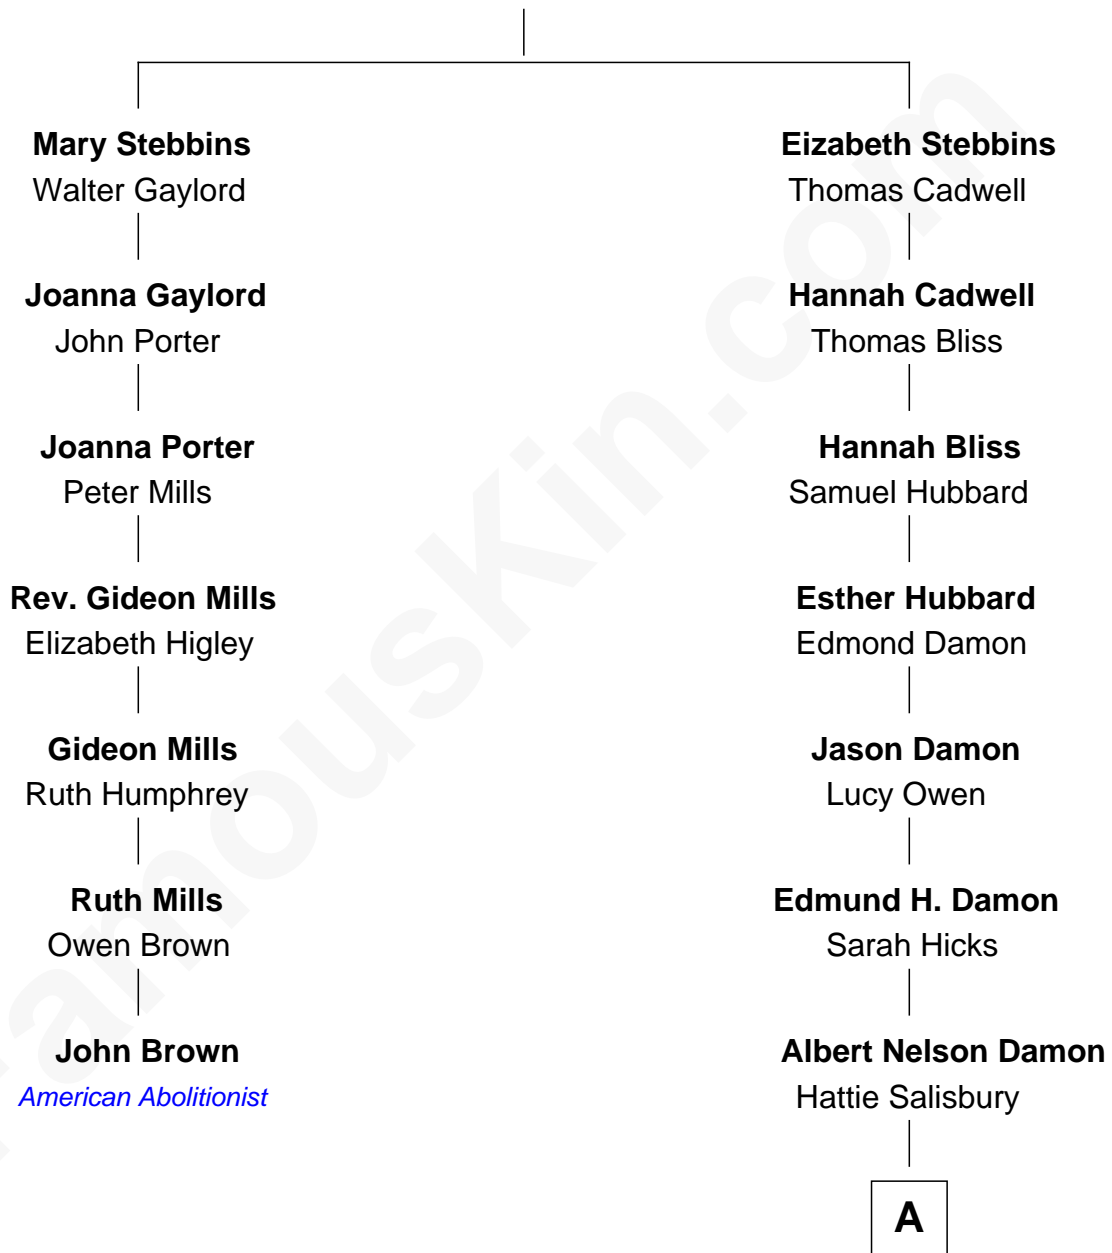 Mary Stebbins
Walter Gaylord
Joanna Gaylord
John Porter
Joanna Porter
Peter Mills
Rev. Gideon Mills
Elizabeth Higley
Gideon Mills
Ruth Humphrey
Ruth Mills
Owen Brown
John Brown
American Abolitionist
Eizabeth Stebbins
Thomas Cadwell
Hannah Cadwell
Thomas Bliss
Hannah Bliss
Samuel Hubbard
Esther Hubbard
Edmond Damon
Jason Damon
Lucy Owen
Edmund H. Damon
Sarah Hicks
Albert Nelson Damon
Hattie Salisbury
A
FamousKin.com